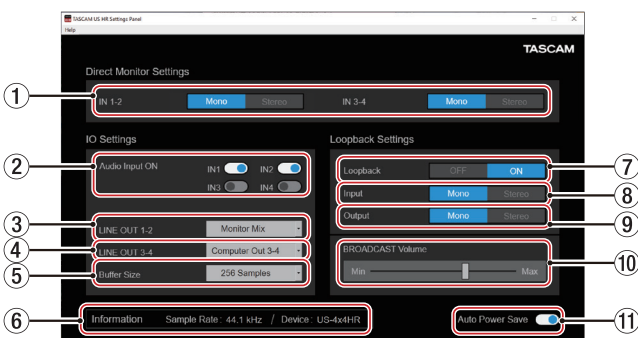 TASCAM US HR Settings Panel
Help
TASCAM
Direct Monitor Settings
1 IN 1-2 Mono Stereo IN 3-4 Mono Stereo
IO Settings Loopback Settings
2 Audio Input ON IN1 IN2
IN3 IN4
Loopback OFF ON 7
Input Mono Stereo 8
Output Mono Stereo 9
3 LINE OUT 1-2 Monitor Mix
4 LINE OUT 3-4 Computer Out 3-4
5 Buffer Size 256 Samples
BROADCAST Volume
Min Max 10
6 Information Sample Rate : 44.1 kHz / Device : US-4x4HR
Auto Power Save 11